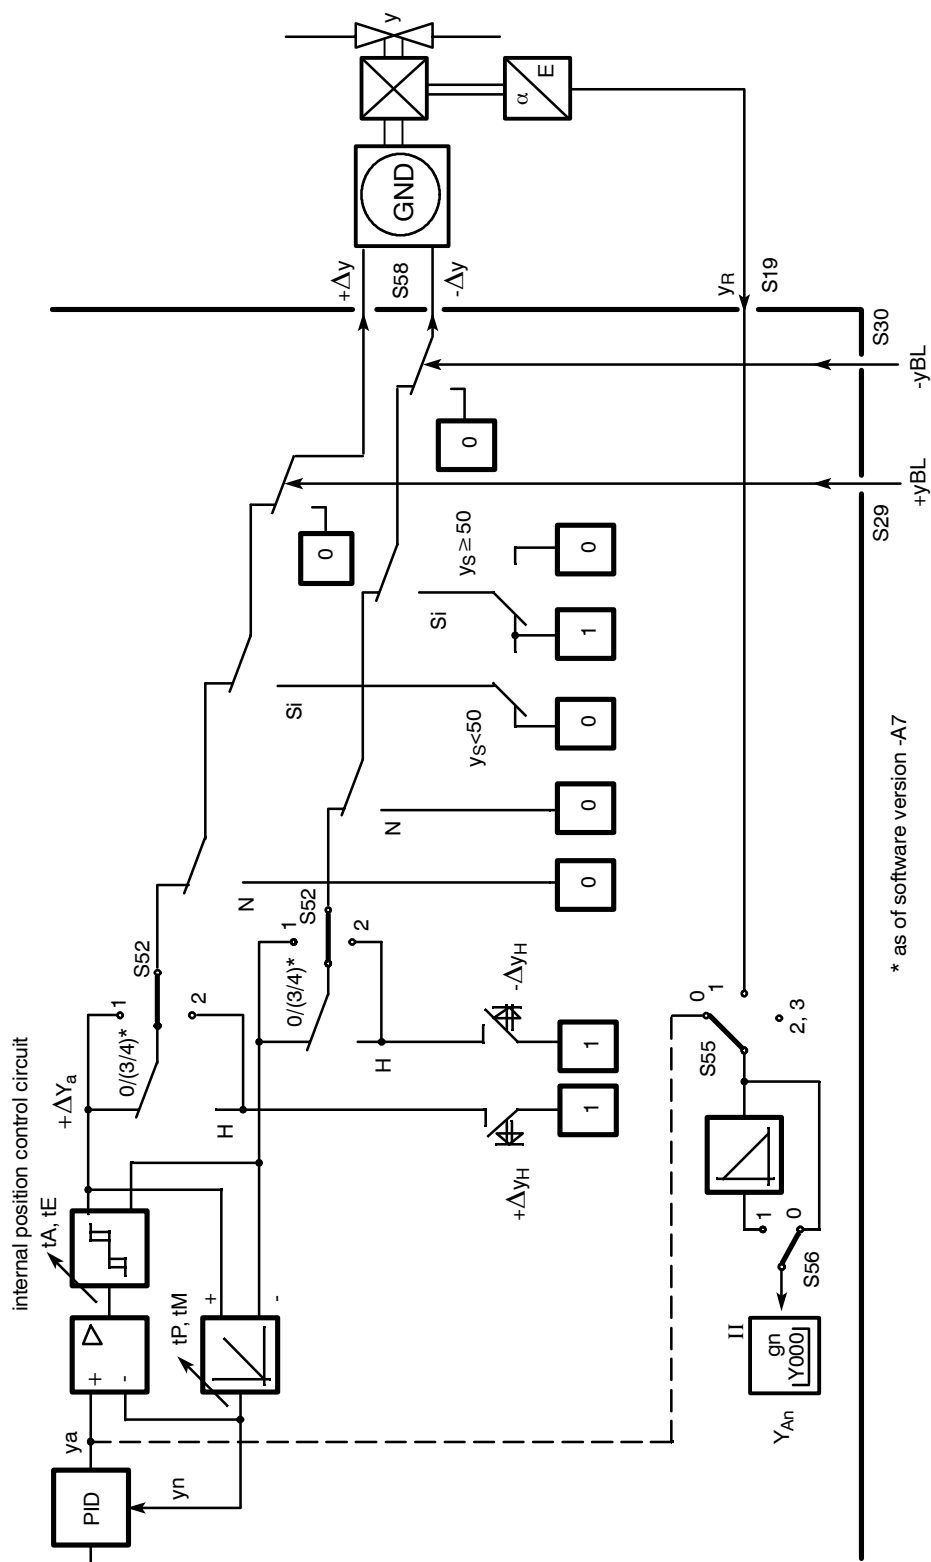 internal position control circuit
PID
ya
yn
+
-
tA, tE
tP, tM
+
-
+ΔYa
0/(3/4)*
1
2
S52
H
+ΔyH
1
0/(3/4)*
1
2
S52
H
-ΔyH
1
N
0
N
0
Si
yS<50
0
1
Si
yS ≥ 50
0
0
0
S29
+yBL
S30
-yBL
+Δy
S58
-Δy
GND
y
α
E
yR
S19
S55
0
1
2, 3
S56
1
0
II
gn
Y000
YAn
* as of software version -A7